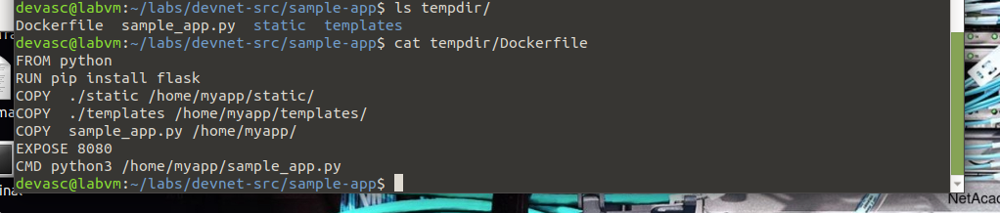 devasc@labvm:~/labs/devnet-src/sample-app$ ls tempdir/
Dockerfile  sample_app.py  static  templates
devasc@labvm:~/labs/devnet-src/sample-app$ cat tempdir/Dockerfile
FROM python
RUN pip install flask
COPY  ./static /home/myapp/static/
COPY  ./templates /home/myapp/templates/
COPY  sample_app.py /home/myapp/
EXPOSE 8080
CMD python3 /home/myapp/sample_app.py
devasc@labvm:~/labs/devnet-src/sample-app$
NetAcad